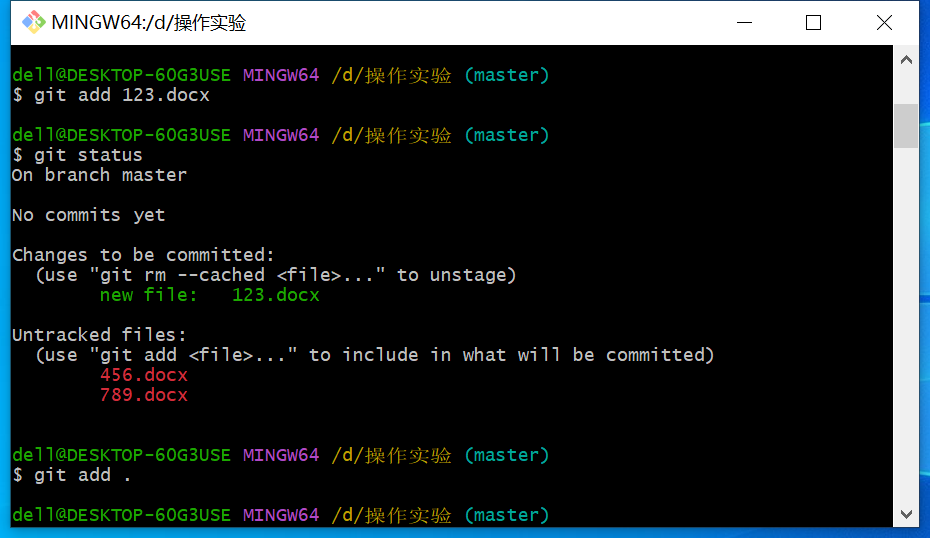 MINGW64:/d/操作实验
dell@DESKTOP-60G3USE MINGW64 /d/操作实验 (master)
$ git add 123.docx
dell@DESKTOP-60G3USE MINGW64 /d/操作实验 (master)
$ git status
On branch master
No commits yet
Changes to be committed:
  (use "git rm --cached <file>..." to unstage)
        new file:   123.docx
Untracked files:
  (use "git add <file>..." to include in what will be committed)
        456.docx
        789.docx
dell@DESKTOP-60G3USE MINGW64 /d/操作实验 (master)
$ git add .
dell@DESKTOP-60G3USE MINGW64 /d/操作实验 (master)